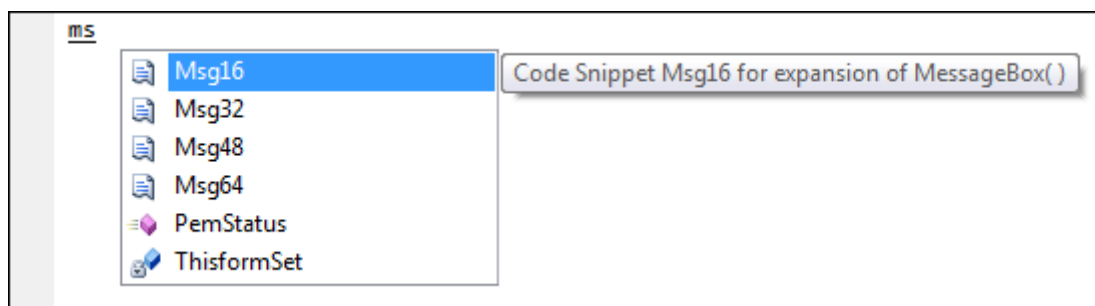 ms
Msg16
Code Snippet Msg16 for expansion of MessageBox( )
Msg32
Msg48
Msg64
PemStatus
ThisformSet